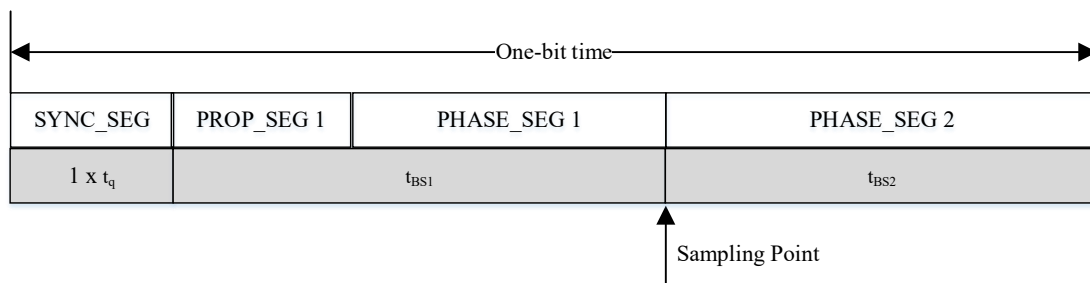 One-bit time
SYNC_SEG PROP_SEG 1 PHASE_SEG 1 PHASE_SEG 2
1 x tq tBS1 tBS2
Sampling Point